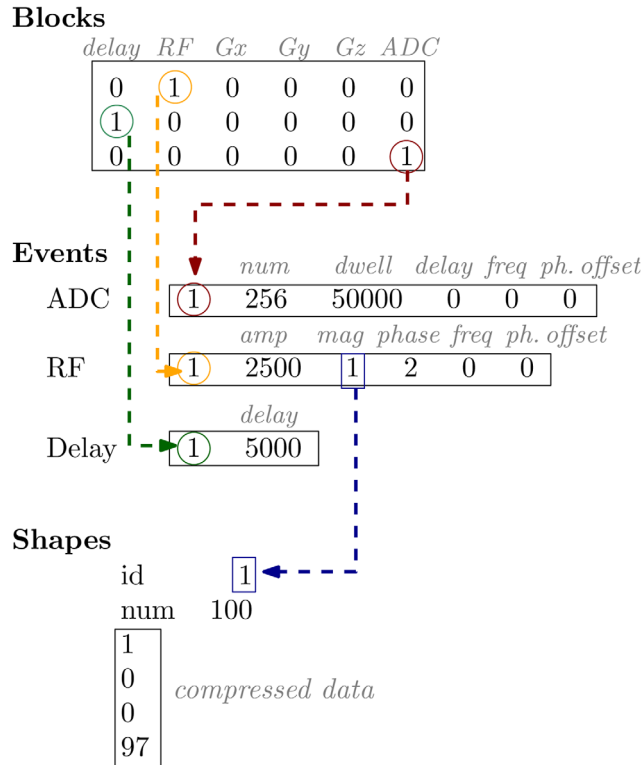 Blocks
delay RF Gx Gy Gz ADC
0 1 0 0 0 0
1 0 0 0 0 0
0 0 0 0 0 1
Events
num dwell delay freq ph. offset
ADC 1 256 50000 0 0 0
amp mag phase freq ph. offset
RF 1 2500 1 2 0 0
delay
Delay 1 5000
Shapes
id 1
num 100
1
0
compressed data
0
97